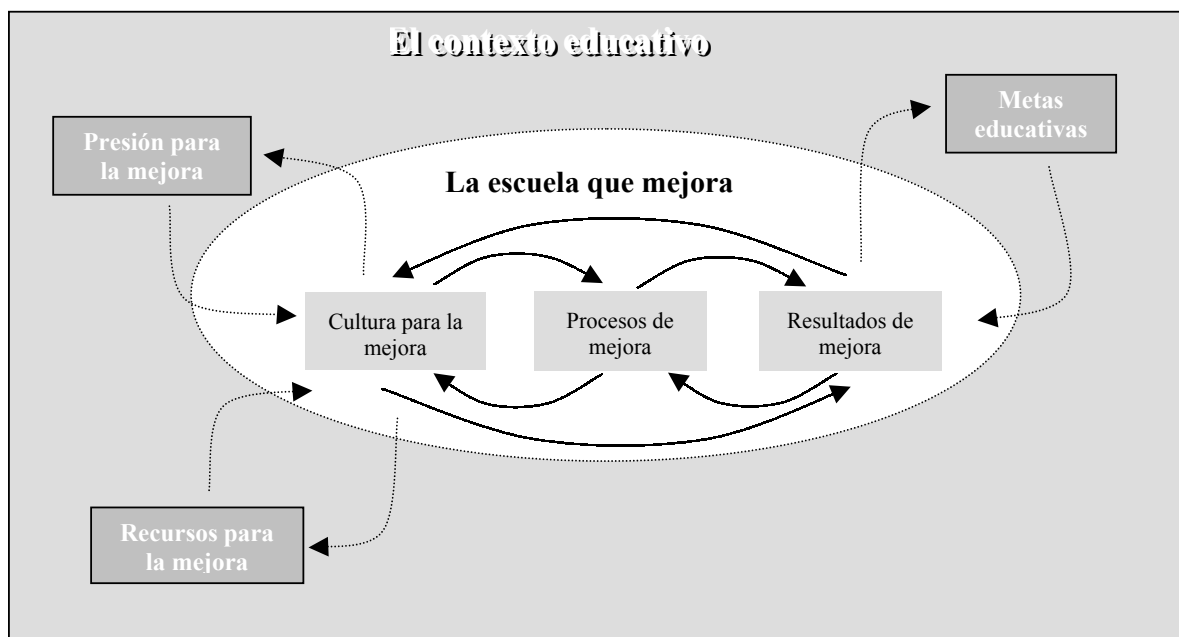 El contexto educativo
Metas
educativas
Presión para
la mejora
La escuela que mejora
Cultura para la
mejora
Procesos de
mejora
Resultados de
mejora
Recursos para
la mejora